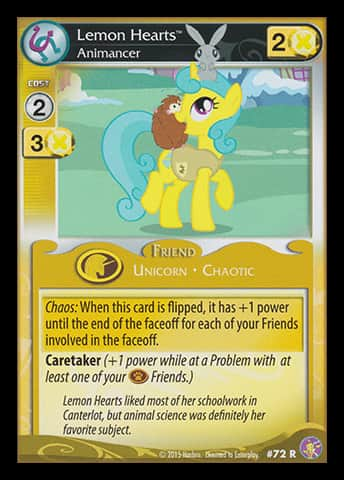 Lemon Hearts™
Animancer
2
COST
2
3
FRIEND
UNICORN • CHAOTIC
Chaos: When this card is flipped, it has +1 power
until the end of the faceoff for each of your Friends
involved in the faceoff.
Caretaker (+1 power while at a Problem with at
least one of your Friends.)
Lemon Hearts liked most of her schoolwork in
Canterlot, but animal science was definitely her
favorite subject.
© 2015 Hasbro. Licensed to Enterplay.
#72 R